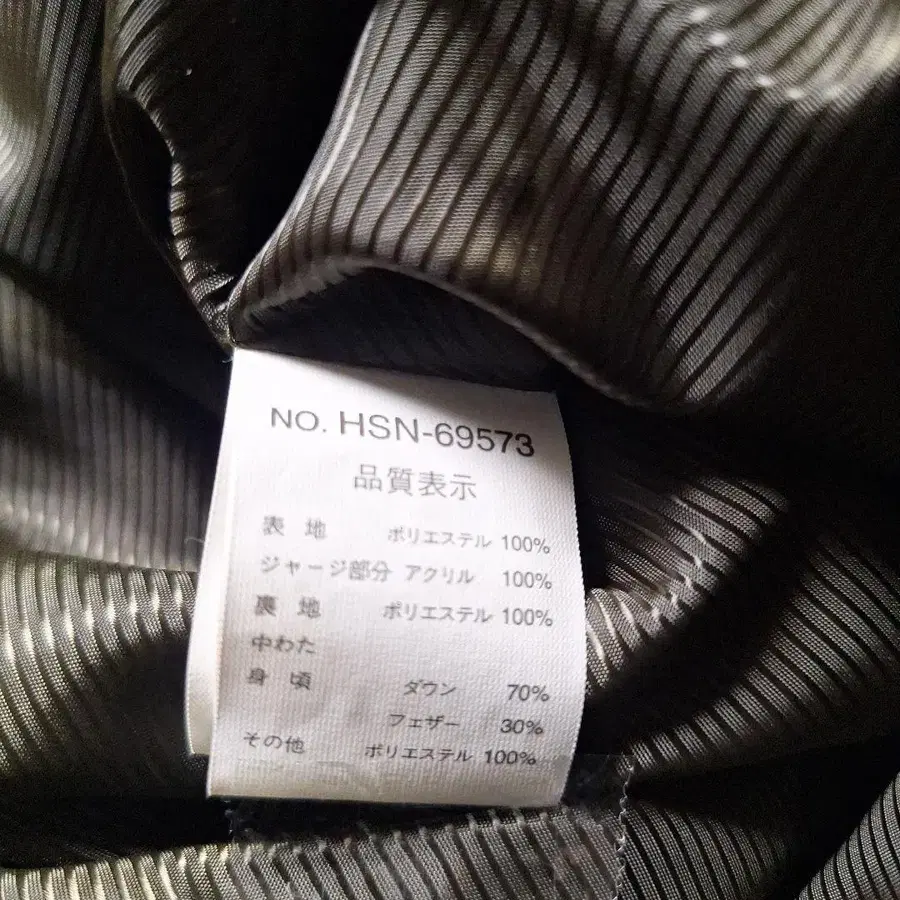 NO. HSN-69573
品質表示
表 地 ポリエステル 100%
ジャージ部分 アクリル 100%
裏 地 ポリエステル 100%
中わた
身 頃 ダウン 70%
フェザー 30%
その他 ポリエステル 100%